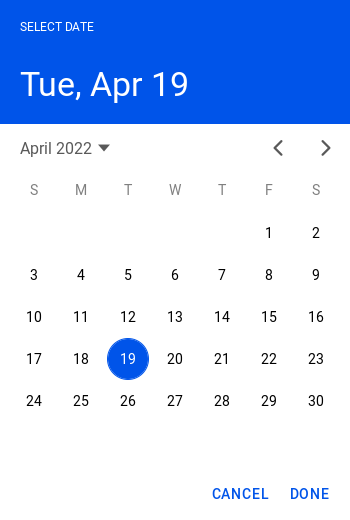 SELECT DATE
Tue, Apr 19
April 2022
S M T W T F S
1 2
3 4 5 6 7 8 9
10 11 12 13 14 15 16
17 18 19 20 21 22 23
24 25 26 27 28 29 30
CANCEL DONE